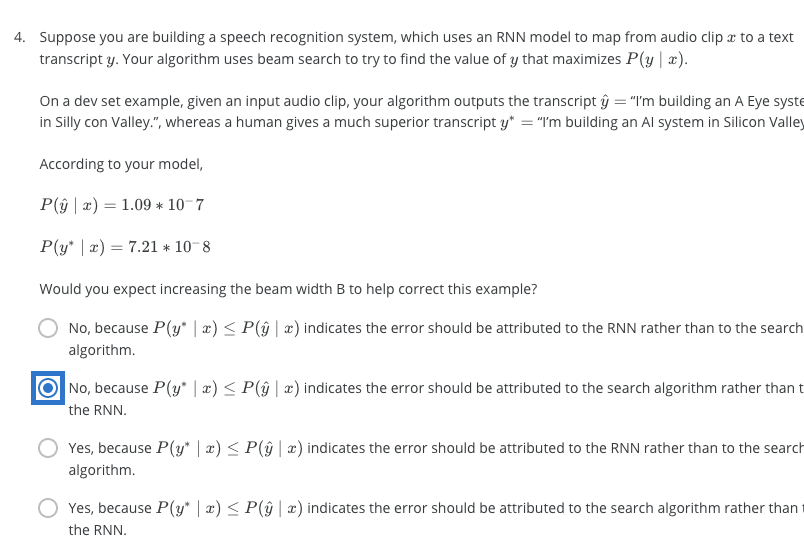 4. Suppose you are building a speech recognition system, which uses an RNN model to map from audio clip x to a text
transcript y. Your algorithm uses beam search to try to find the value of y that maximizes P(y | x).
On a dev set example, given an input audio clip, your algorithm outputs the transcript ŷ = “I’m building an A Eye syste
in Silly con Valley.”, whereas a human gives a much superior transcript y* = “I’m building an AI system in Silicon Valley
According to your model,
P(ŷ | x) = 1.09 * 10⁻7
P(y* | x) = 7.21 * 10⁻8
Would you expect increasing the beam width B to help correct this example?
No, because P(y* | x) ≤ P(ŷ | x) indicates the error should be attributed to the RNN rather than to the search
algorithm.
No, because P(y* | x) ≤ P(ŷ | x) indicates the error should be attributed to the search algorithm rather than t
the RNN.
Yes, because P(y* | x) ≤ P(ŷ | x) indicates the error should be attributed to the RNN rather than to the search
algorithm.
Yes, because P(y* | x) ≤ P(ŷ | x) indicates the error should be attributed to the search algorithm rather than
the RNN.